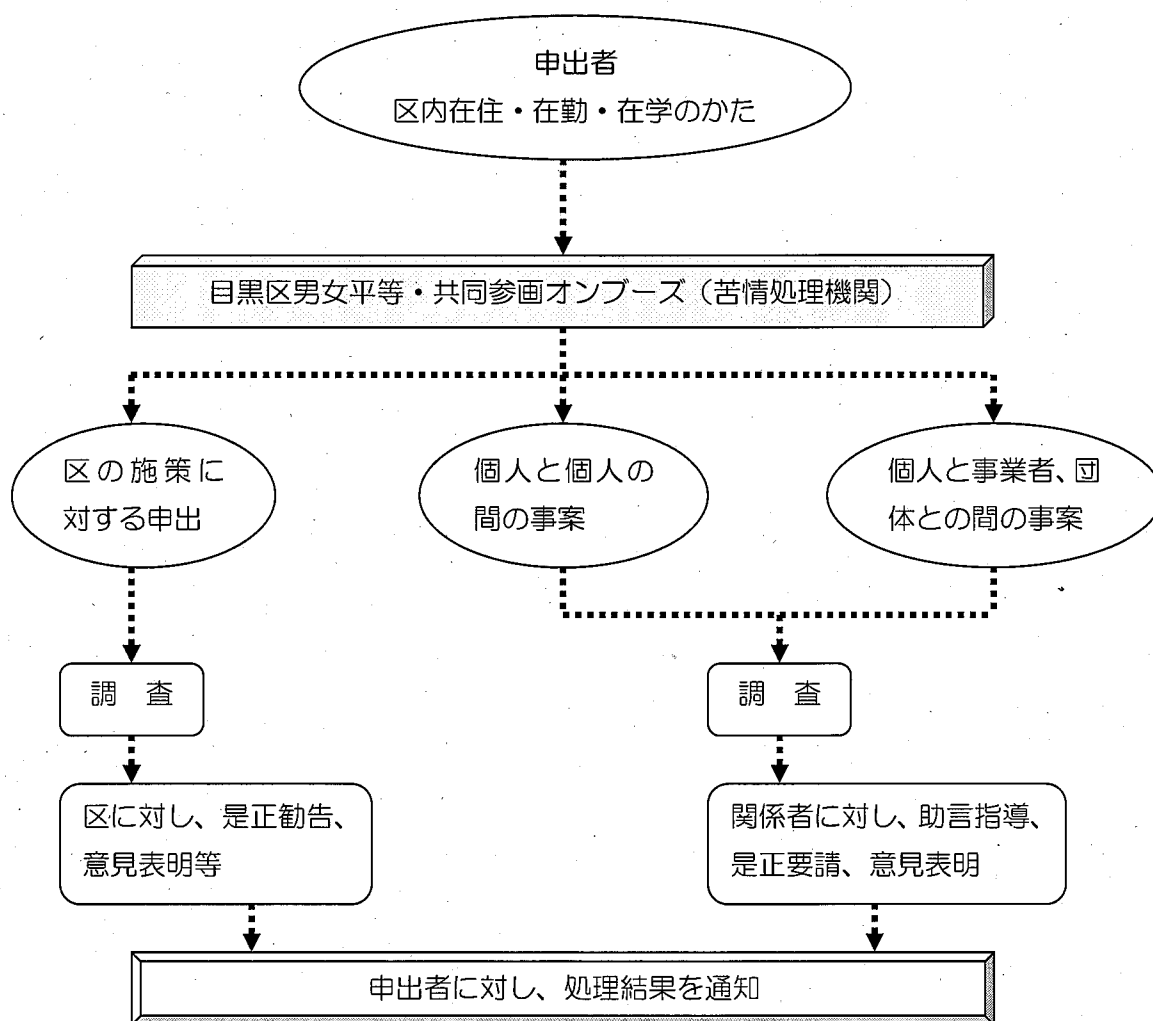 申出者
区内在住・在勤・在学のかた
目黒区男女平等・共同参画オンブーズ（苦情処理機関）
区の施策に
対する申出
個人と個人の
間の事案
個人と事業者、団
体との間の事案
調　査
調　査
区に対し、是正勧告、
意見表明等
関係者に対し、助言指導、
是正要請、意見表明
申出者に対し、処理結果を通知